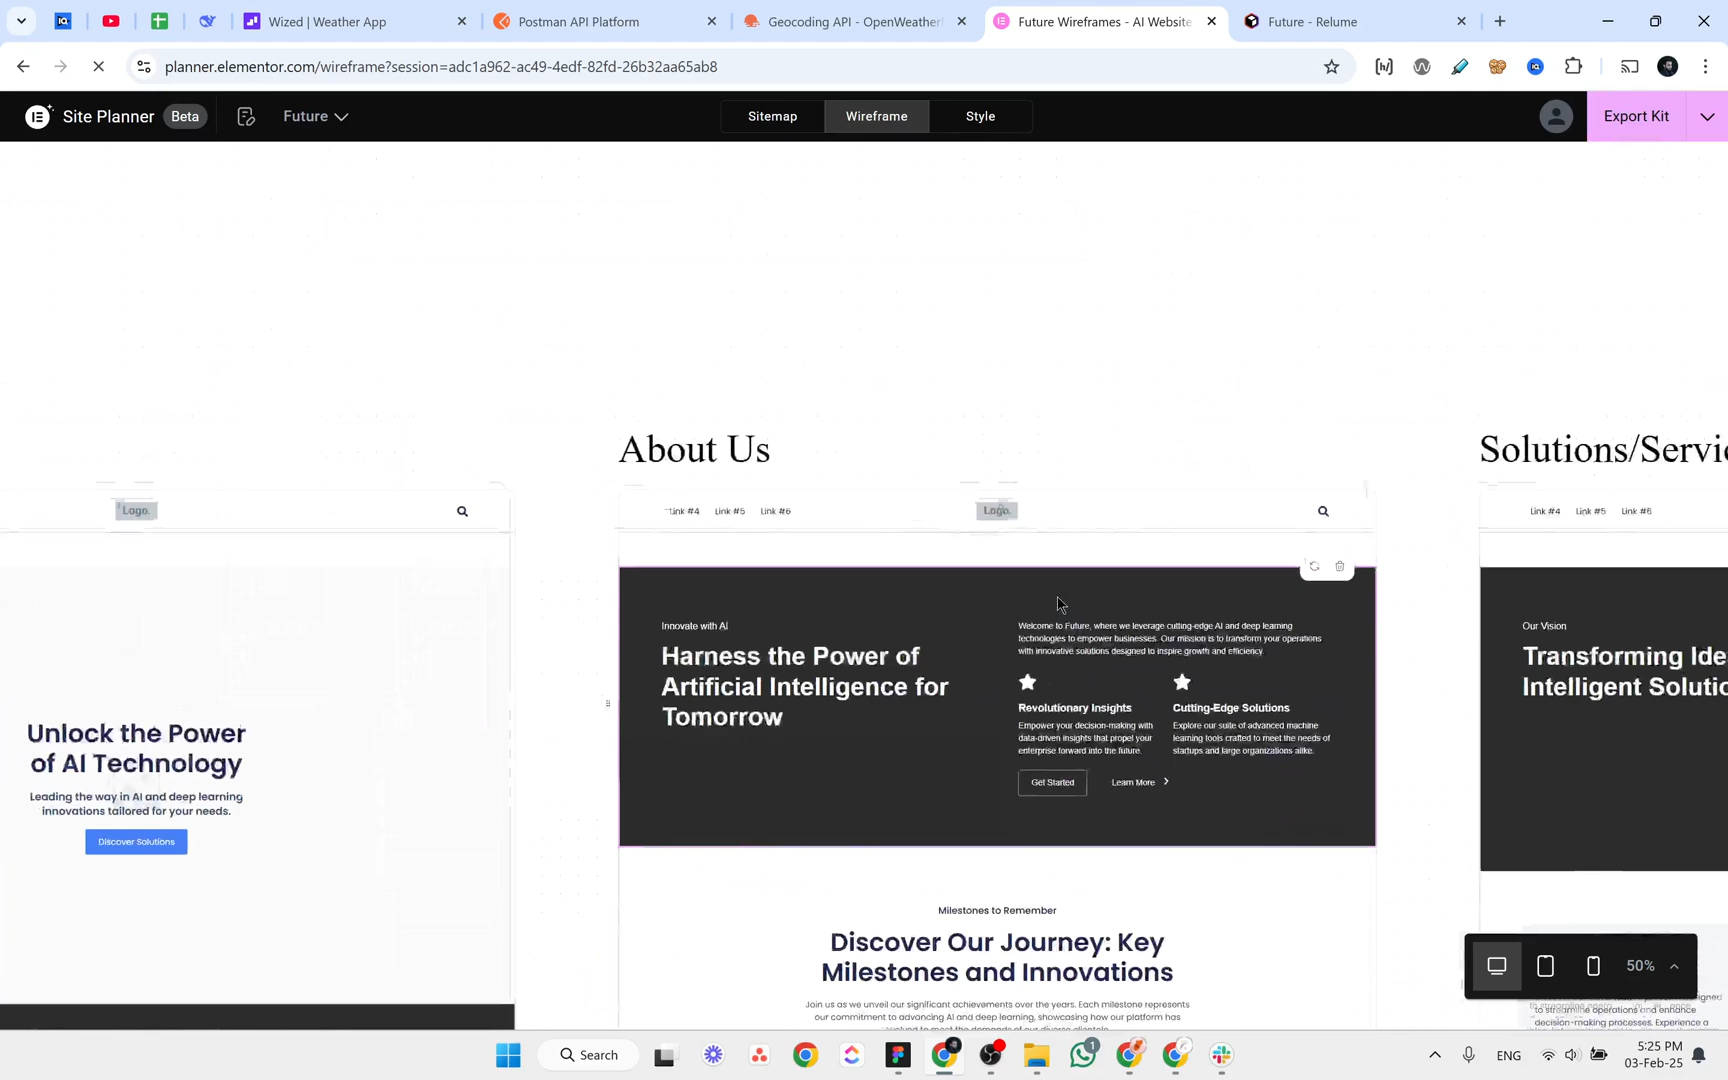 Wized | Weather App
Postman API Platform
Geocoding API - OpenWeather
Future Wireframes - AI Website
Future - Relume
planner.elementor.com/wireframe?session=adc1a962-ac49-4edf-82fd-26b32aa65ab8
Site Planner Beta
Future
Sitemap Wireframe Style
Export Kit
About Us
Solutions/Servi
Logo.
Link #4 Link #5 Link #6
Logo.
Link #4 Link #5 Link #6
Innovate with AI
Harness the Power of
Artificial Intelligence for
Tomorrow
Welcome to Future, where we leverage cutting-edge AI and deep learning
technologies to empower businesses. Our mission is to transform your operations
with innovative solutions designed to inspire growth and efficiency.
Revolutionary Insights
Empower your decision-making with
data-driven insights that propel your
enterprise forward into the future.
Cutting-Edge Solutions
Explore our suite of advanced machine
learning tools crafted to meet the needs of
startups and large organizations alike.
Get Started
Learn More
Our Vision
Transforming Ide
Intelligent Solutio
Unlock the Power
of AI Technology
Leading the way in AI and deep learning
innovations tailored for your needs.
Discover Solutions
Milestones to Remember
Discover Our Journey: Key
Milestones and Innovations
Join us as we unveil our significant achievements over the years. Each milestone represents
our commitment to advancing AI and deep learning, showcasing how our platform has
50%
to streamline operations and enhance
decision-making processes. Experience a
Search
1
ENG
5:25 PM
03-Feb-25